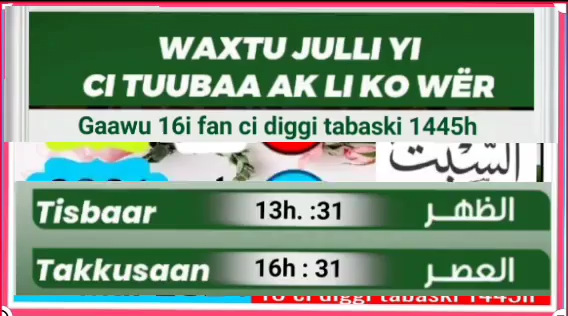 WAXTU JULLI YI
CI TUUBAA AK LI KO WËR
Gaawu 16i fan ci diggi tabaski 1445h
السبت
Tisbaar 13h. :31 الظهر
Takkusaan 16h : 31 العصر